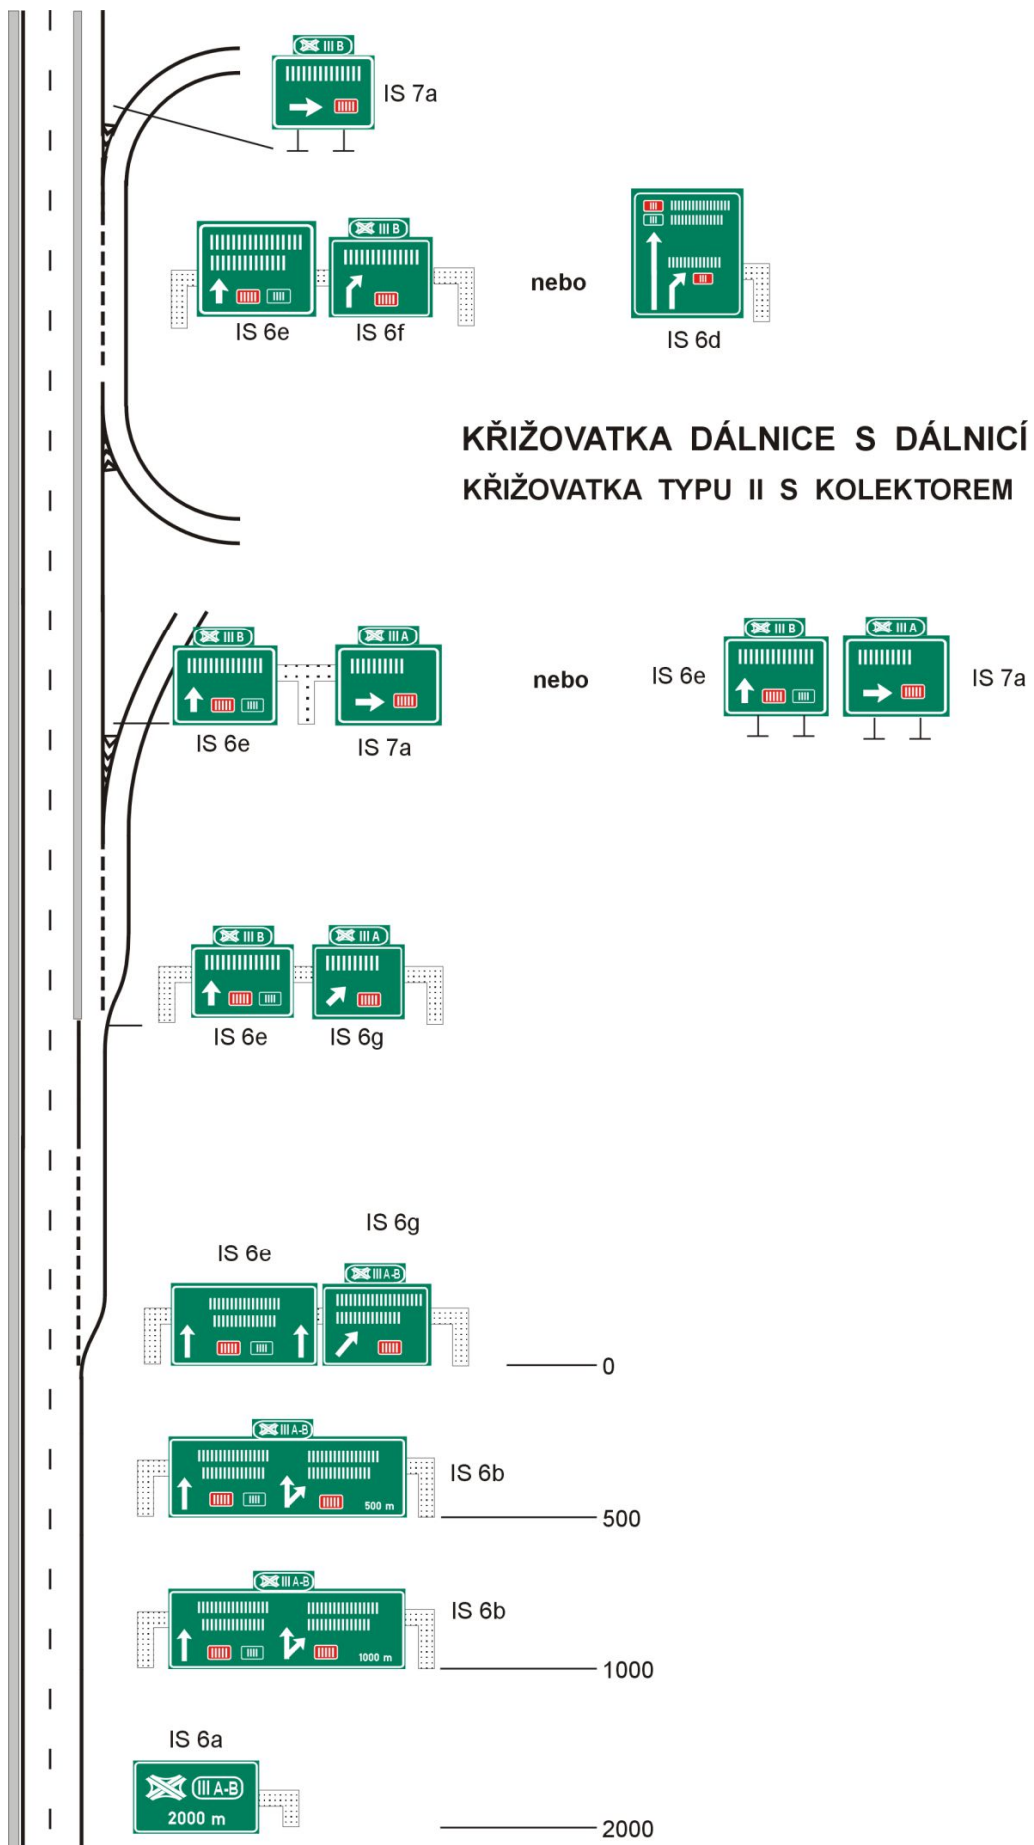 III B
IS 7a
III B
nebo
IS 6e
IS 6f
IS 6d
KŘIŽOVATKA DÁLNICE S DÁLNICÍ
KŘIŽOVATKA TYPU II S KOLEKTOREM
III B
III A
nebo
IS 6e
III B
III A
IS 7a
IS 6e
IS 7a
III B
III A
IS 6e
IS 6g
IS 6g
IS 6e
III A-B
0
III A-B
500 m
IS 6b
500
III A-B
1000 m
IS 6b
1000
IS 6a
III A-B
2000 m
2000